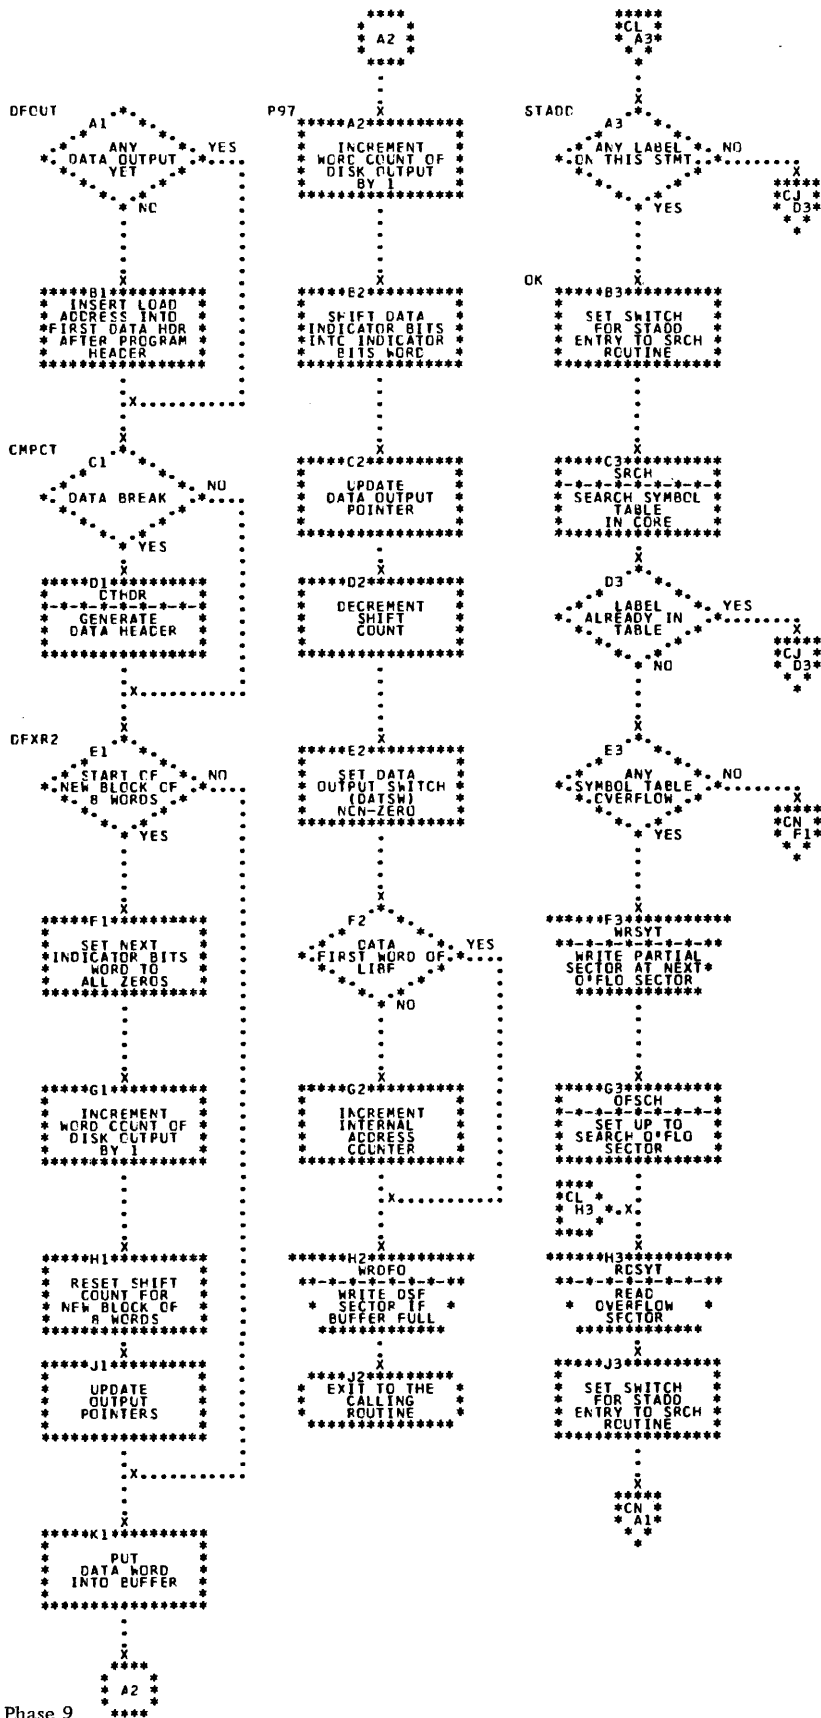 DFOUT
A1
ANY
DATA OUTPUT
YET
YES
NO
B1
INSERT LOAD
ADDRESS INTO
FIRST DATA HDR
AFTER PROGRAM
HEADER
CMPCT
C1
DATA BREAK
NO
YES
D1
CTHDR
GENERATE
DATA HEADER
DFXR2
E1
START OF
NEW BLOCK OF
8 WORDS
NO
YES
F1
SET NEXT
INDICATOR BITS
WORD TO
ALL ZEROS
G1
INCREMENT
WORD COUNT OF
DISK OUTPUT
BY 1
H1
RESET SHIFT
COUNT FOR
NEW BLOCK OF
8 WORDS
J1
UPDATE
OUTPUT
POINTERS
K1
PUT
DATA WORD
INTO BUFFER
A2
Phase 9
A2
P97
A2
INCREMENT
WORD COUNT OF
DISK OUTPUT
BY 1
B2
SHIFT DATA
INDICATOR BITS
INTO INDICATOR
BITS WORD
C2
UPDATE
DATA OUTPUT
POINTER
D2
DECREMENT
SHIFT
COUNT
E2
SET DATA
OUTPUT SWITCH
(DATSW)
NON-ZERO
F2
DATA
FIRST WORD OF
LIBF
YES
NO
G2
INCREMENT
INTERNAL
ADDRESS
COUNTER
H2
WRDFO
WRITE DSF
SECTOR IF
BUFFER FULL
J2
EXIT TO THE
CALLING
ROUTINE
CL
A3
STADD
A3
ANY LABEL
ON THIS STMT
NO
CJ
D3
YES
OK
B3
SET SWITCH
FOR STADD
ENTRY TO SRCH
ROUTINE
C3
SRCH
SEARCH SYMBOL
TABLE
IN CORE
D3
LABEL
ALREADY IN
TABLE
YES
CJ
D3
NO
E3
ANY
SYMBOL TABLE
OVERFLOW
NO
CN
F1
YES
F3
WRSYT
WRITE PARTIAL
SECTOR AT NEXT
O'FLO SECTOR
G3
OFSCH
SET UP TO
SEARCH O'FLO
SECTOR
CL
H3
H3
RDSYT
READ
OVERFLOW
SECTOR
J3
SET SWITCH
FOR STADD
ENTRY TO SRCH
ROUTINE
CN
A1